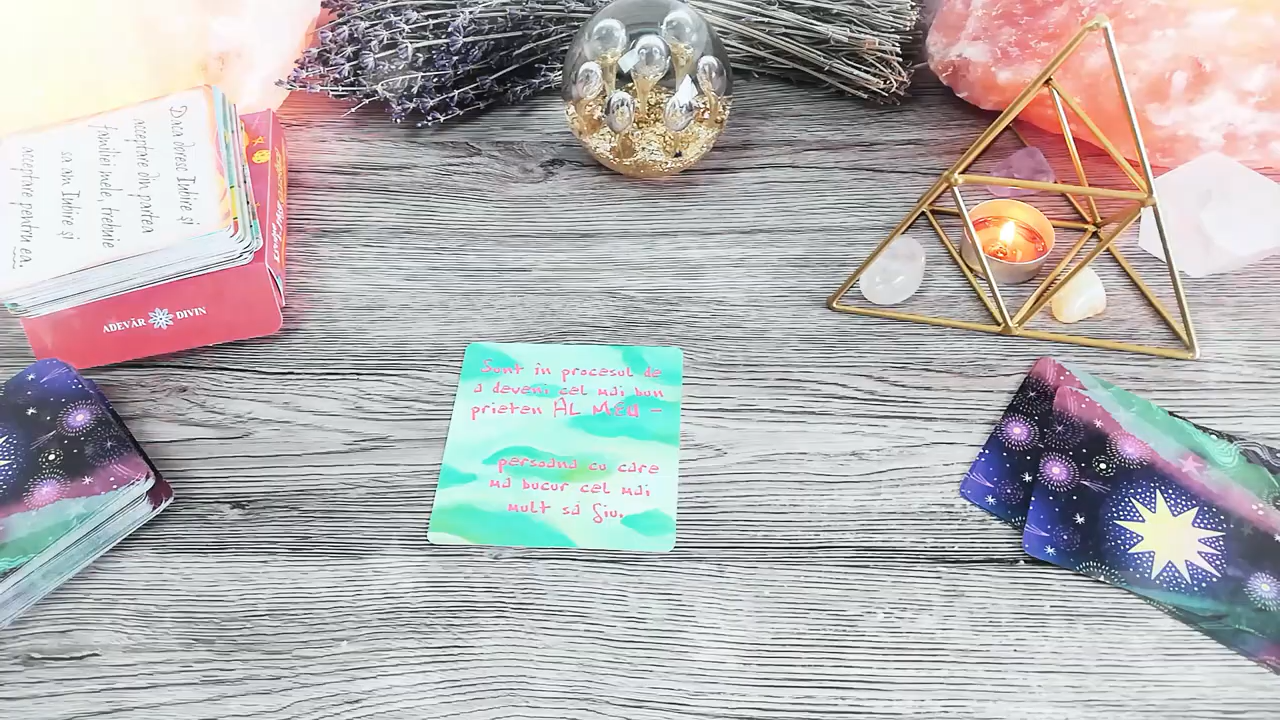 Daca doresc Iubire și
acceptare din partea
familiei mele, trebuie
sa am Iubire și
acceptare pentru ea.
ADEVĂR DIVIN
Sunt în procesul de
a deveni cel mai bun
prieten AL MEU –
persoana cu care
mă bucur cel mai
mult să fiu.